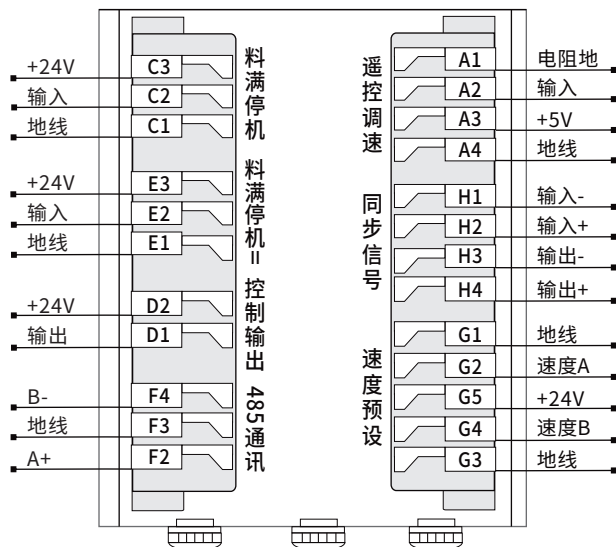 +24V C3
输入 C2
地线 C1
料满停机
+24V E3
输入 E2
地线 E1
料满停机=
+24V D2
输出 D1
控制输出
B- F4
地线 F3
A+ F2
485通讯
遥控调速
A1 电阻地
A2 输入
A3 +5V
A4 地线
同步信号
H1 输入-
H2 输入+
H3 输出-
H4 输出+
速度预设
G1 地线
G2 速度A
G5 +24V
G4 速度B
G3 地线